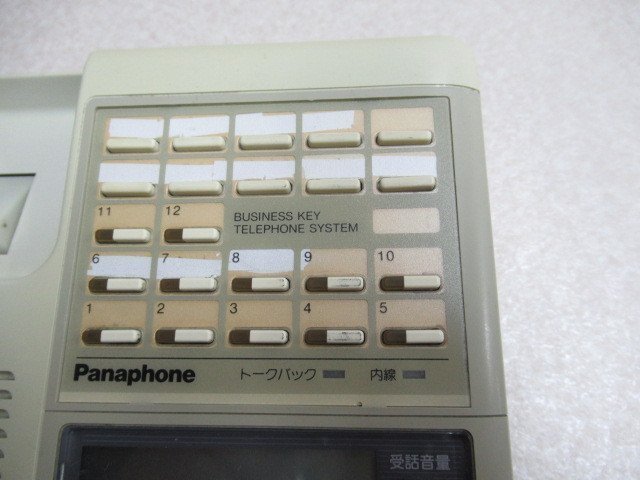 11 12
BUSINESS KEY
TELEPHONE SYSTEM
6 7 8 9 10
1 2 3 4 5
Panaphone トークバック 内線
受話音量